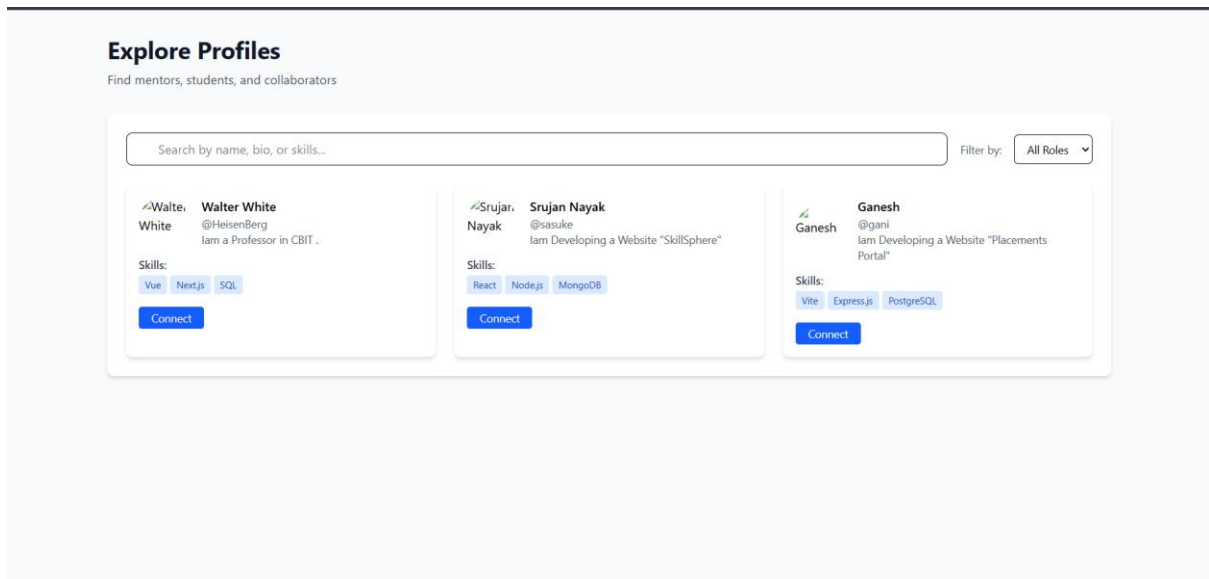 Explore Profiles
Find mentors, students, and collaborators
Search by name, bio, or skills...
Filter by:
All Roles
Walte
White
Walter White
@HeisenBerg
Iam a Professor in CBIT .
Skills:
Vue Next.js SQL
Connect
Srujan
Nayak
Srujan Nayak
@sasuke
Iam Developing a Website "SkillSphere"
Skills:
React Node.js MongoDB
Connect
Ganesh
Ganesh
@gani
Iam Developing a Website "Placements
Portal"
Skills:
Vite Express.js PostgreSQL
Connect